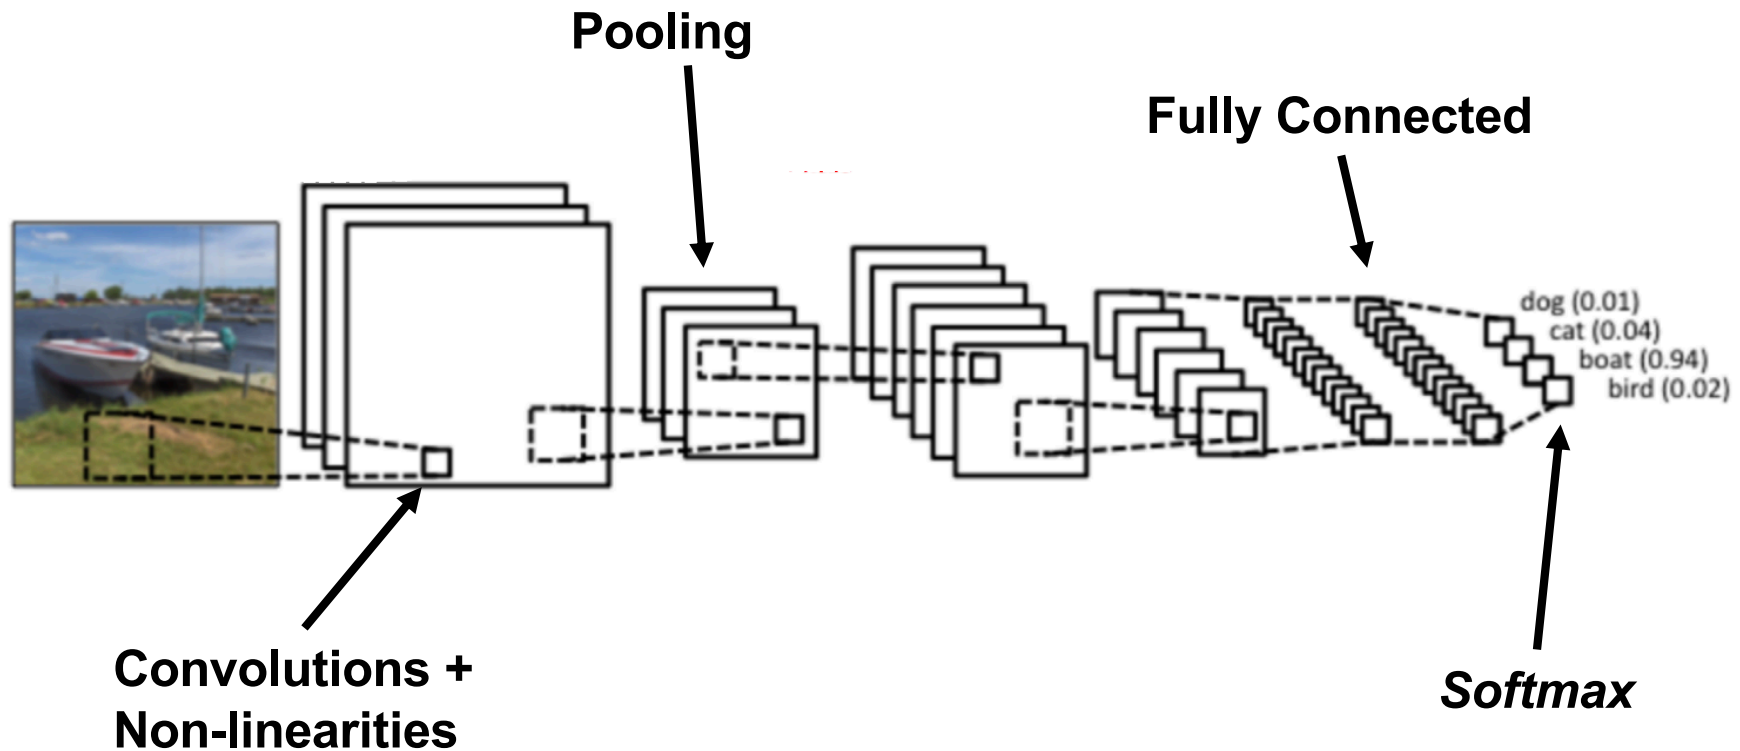 Pooling
Fully Connected
dog (0.01)
cat (0.04)
boat (0.94)
bird (0.02)
Convolutions +
Non-linearities
Softmax